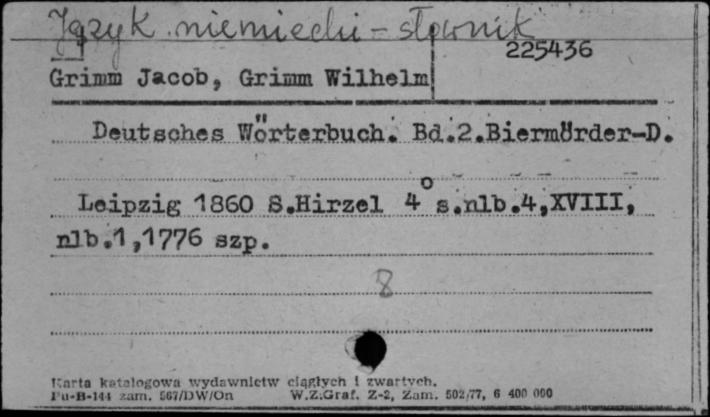 Język niemiecki - słownik
225436
Grimm Jacob, Grimm Wilhelm
Deutsches Wörterbuch. Bd.2.Biermörder-D.
Leipzig 1860 S.Hirzel 4° s.nlb.4,XVIII,
nlb.1,1776 szp.
8
Karta katalogowa wydawnictw ciągłych i zwartych.
Pu-B-144 zam. 567/DW/On W.Z.Graf. Z-2, Zam. 502/77, 6 400 000